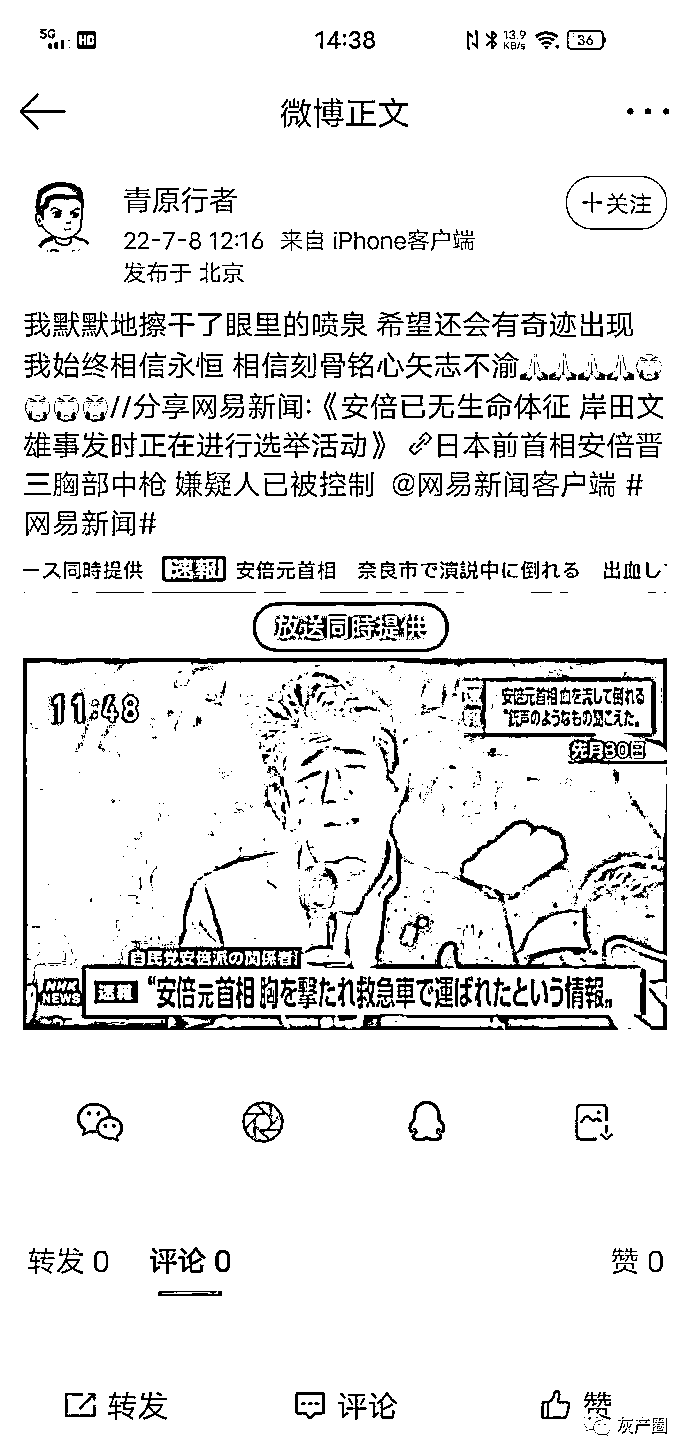 5G HD 14:38 13.9 KB/s 36
微博正文
青原行者
+关注
22-7-8 12:16 来自 iPhone客户端
发布于 北京
我默默地擦干了眼里的喷泉 希望还会有奇迹出现
我始终相信永恒 相信刻骨铭心矢志不渝🙏🙏🙏🙏
//分享网易新闻:《安倍已无生命体征 岸田文
雄事发时正在进行选举活动》 日本前首相安倍晋
三胸部中枪 嫌疑人已被控制 @网易新闻客户端 #
网易新闻#
ース同時提供 速報 安倍元首相 奈良市で演説中に倒れる 出血し
放送同時提供
11:48
速報 安倍元首相 血を流して倒れる
“銃声のようなもの聞こえた”
先月30日
自民党安倍派の関係者
NHK NEWS 速報 “安倍元首相 胸を撃たれ救急車で運ばれたという情報”
转发 0 评论 0 赞 0
转发 评论 赞
灰产圈